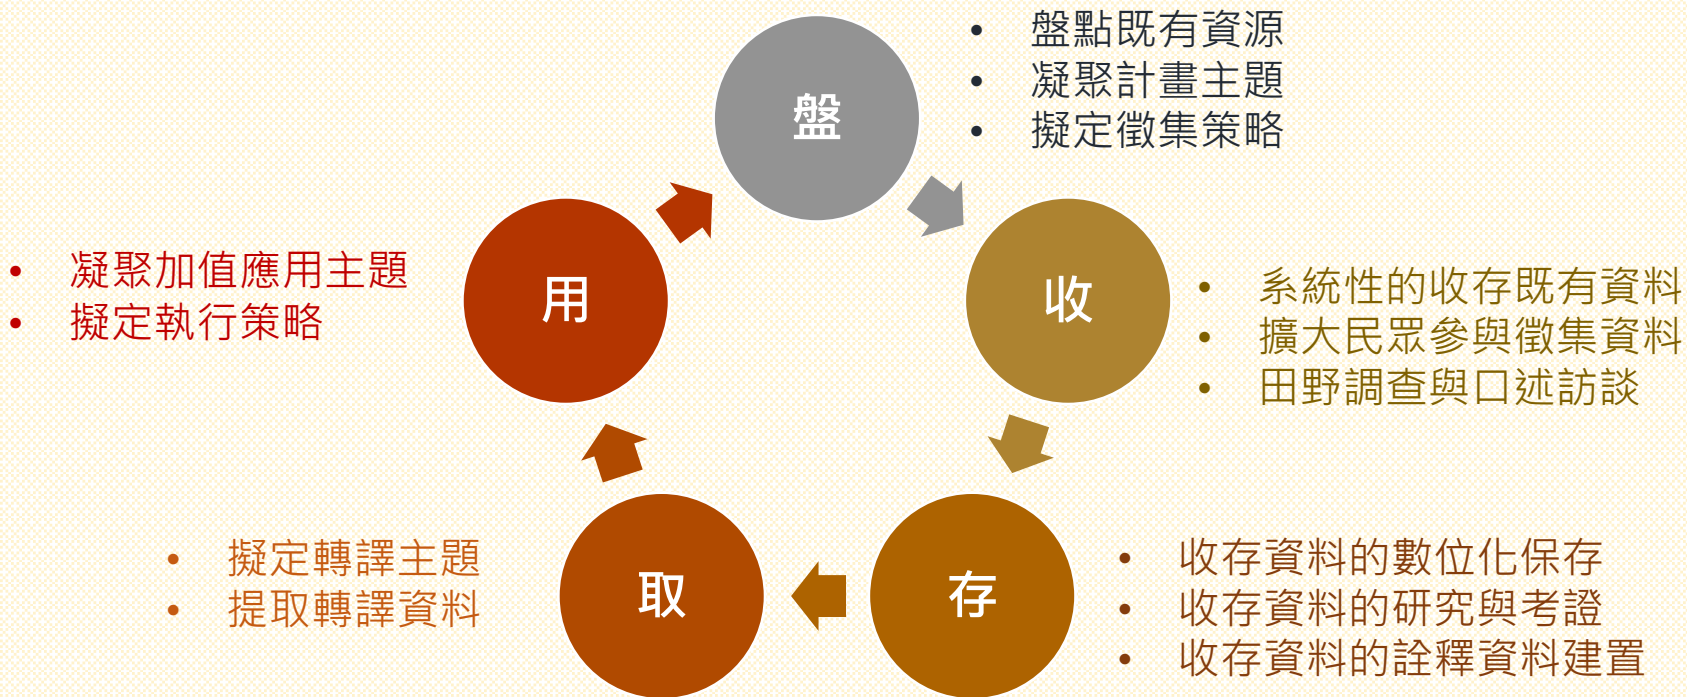 盤
• 盤點既有資源
• 凝聚計畫主題
• 擬定徵集策略
收
• 系統性的收存既有資料
• 擴大民眾參與徵集資料
• 田野調查與口述訪談
存
• 收存資料的數位化保存
• 收存資料的研究與考證
• 收存資料的詮釋資料建置
取
• 擬定轉譯主題
• 提取轉譯資料
用
• 凝聚加值應用主題
• 擬定執行策略